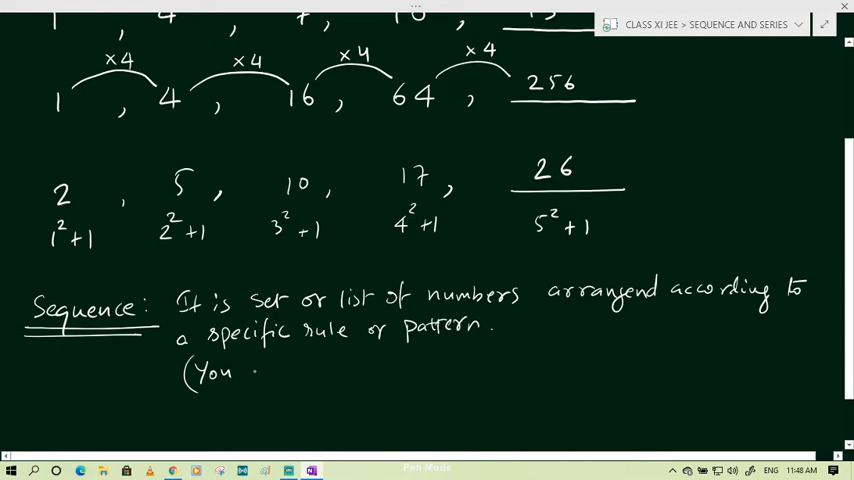 CLASS XI JEE > SEQUENCE AND SERIES
×4 ×4 ×4 ×4
1 , 4 , 16 , 64 , 256
2 , 5 , 10 , 17 , 26
1²+1 2²+1 3²+1 4²+1 5²+1
Sequence: It is set or list of numbers arrangend according to
a specific rule or pattern.
(You
Pen Mode
ENG 11:48 AM